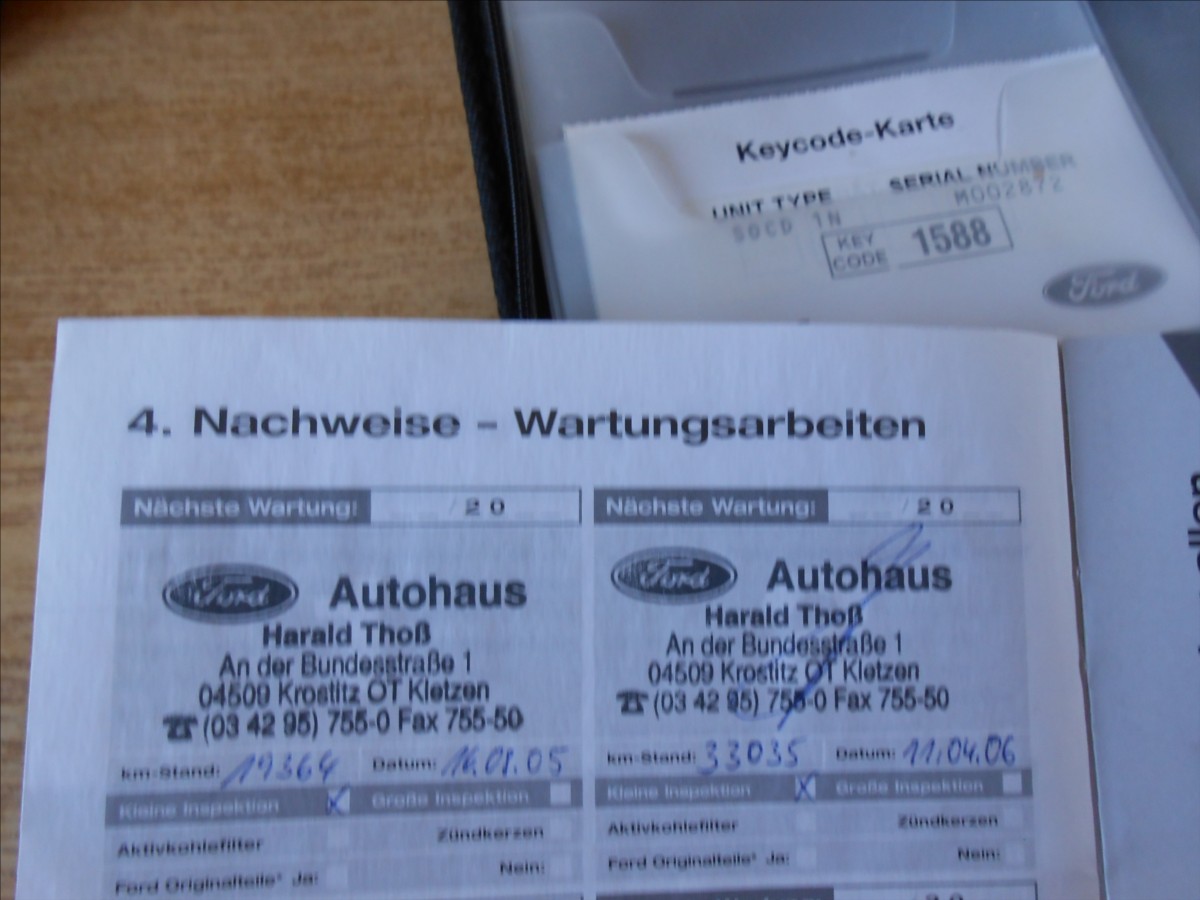 Keycode-Karte
UNIT TYPE SERIAL NUMBER
M002872
KEY CODE 1588
Ford
4. Nachweise – Wartungsarbeiten
Nächste Wartung: /20
Ford Autohaus
Harald Thoß
An der Bundesstraße 1
04509 Krostitz OT Kletzen
☎ (03 42 95) 755-0 Fax 755-50
km-Stand: 19364 Datum: 16.08.05
Kleine Inspektion X Große Inspektion
Aktivkohlefilter Zündkerzen
Ford Originalteile* Ja: Nein:
Nächste Wartung: /20
Ford Autohaus
Harald Thoß
An der Bundesstraße 1
04509 Krostitz OT Kletzen
☎ (03 42 95) 755-0 Fax 755-50
km-Stand: 33035 Datum: 11.04.06
Kleine Inspektion X Große Inspektion
Aktivkohlefilter Zündkerzen
Ford Originalteile* Ja: Nein: